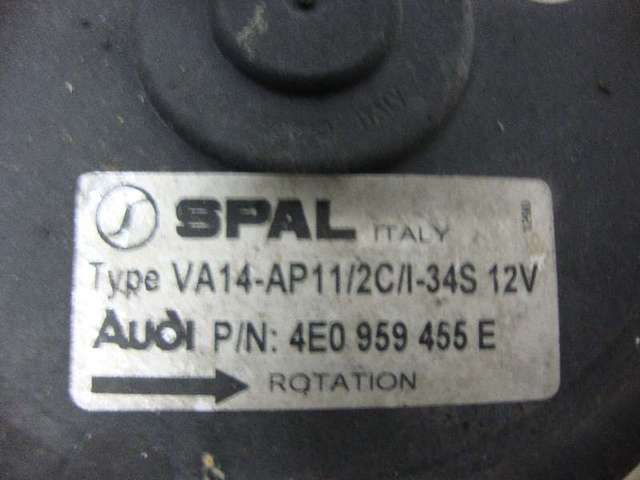 SPAL ITALY
Type VA14-AP11/2C/I-34S 12V
Audi P/N: 4E0 959 455 E
ROTATION